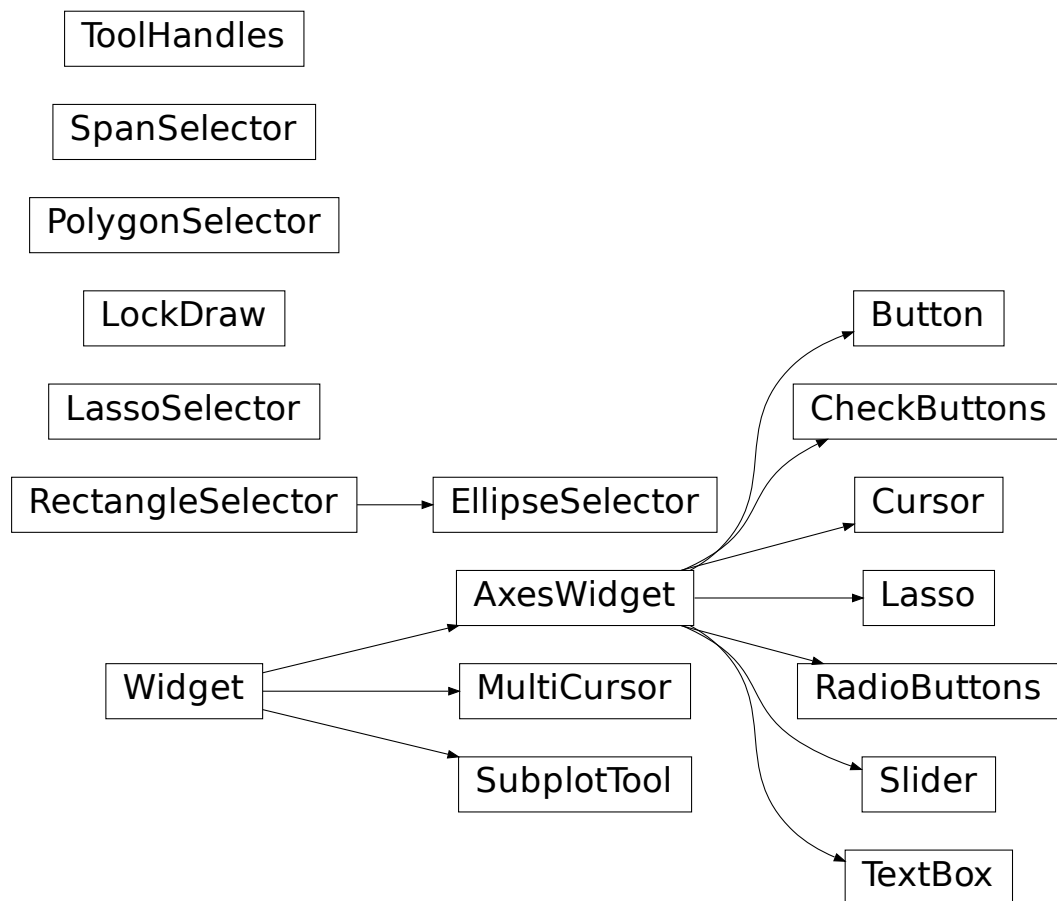 ToolHandles
SpanSelector
PolygonSelector
LockDraw
Button
LassoSelector
CheckButtons
RectangleSelector
EllipseSelector
Cursor
AxesWidget
Lasso
Widget
MultiCursor
RadioButtons
SubplotTool
Slider
TextBox